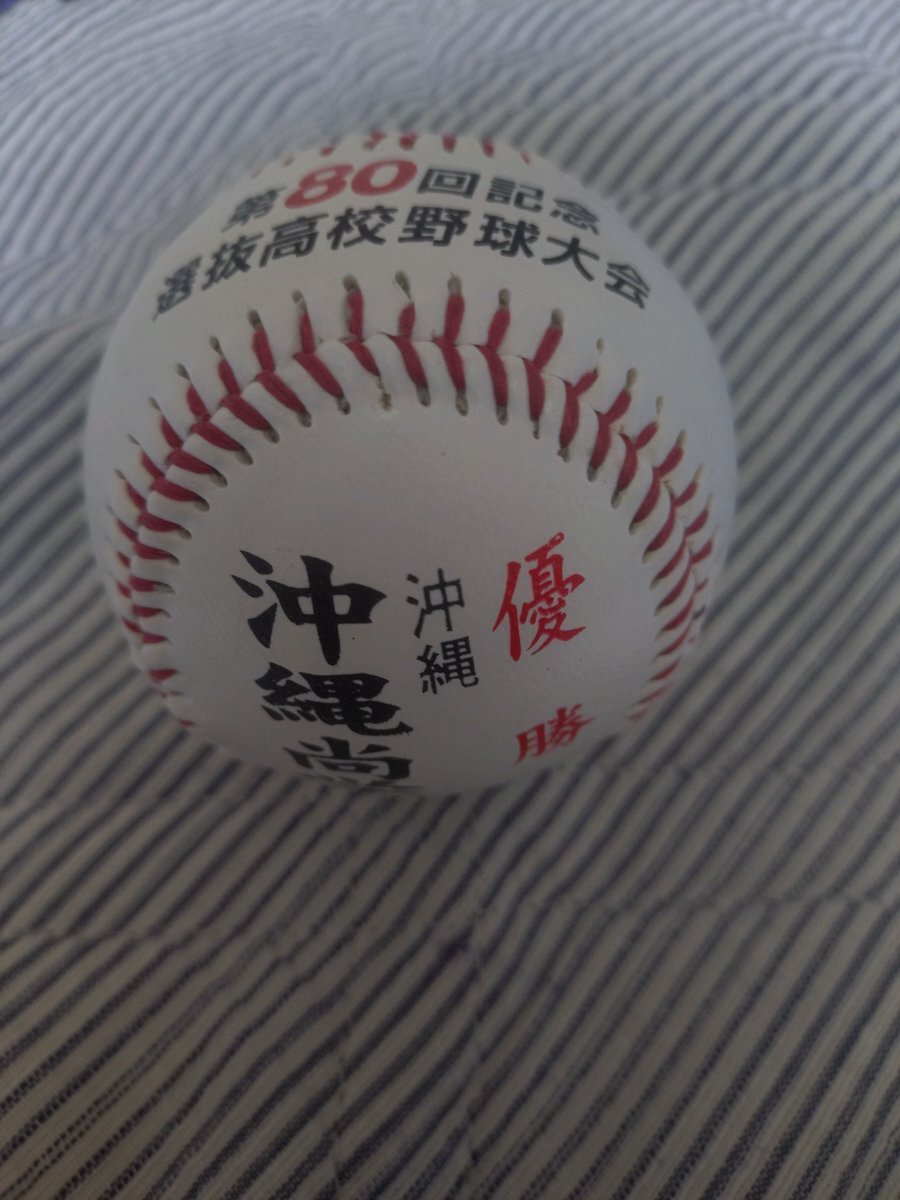 第80回記念
選抜高校野球大会
優勝
沖縄
沖縄尚